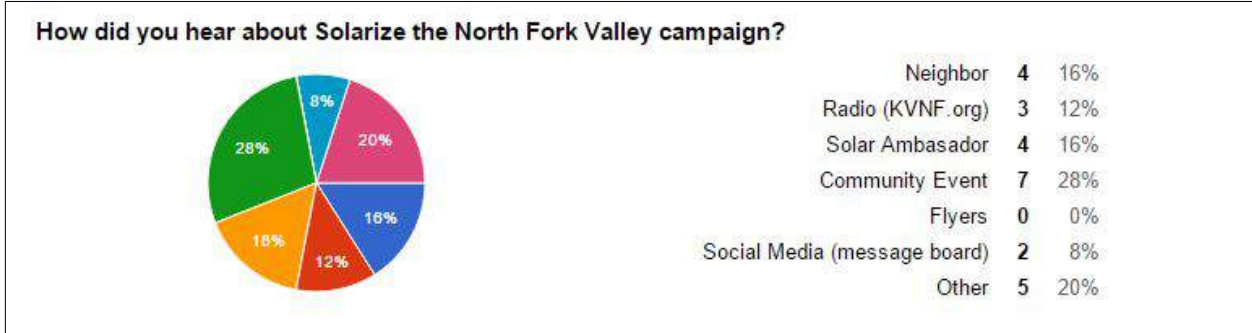 How did you hear about Solarize the North Fork Valley campaign?
8%
20%
28%
16%
16%
12%
Neighbor 4 16%
Radio (KVNF.org) 3 12%
Solar Ambasador 4 16%
Community Event 7 28%
Flyers 0 0%
Social Media (message board) 2 8%
Other 5 20%